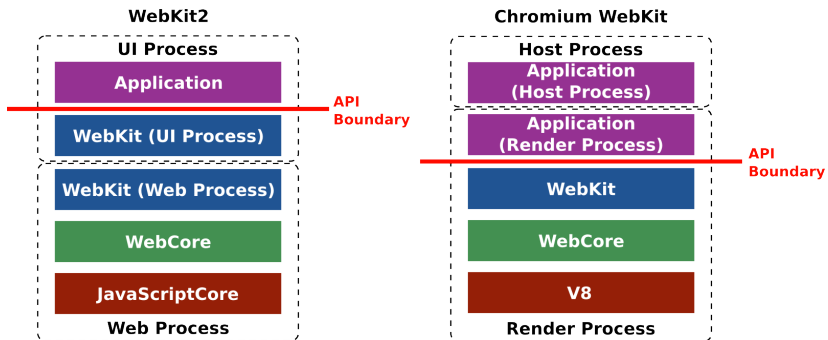 WebKit2
UI Process
Application
API
Boundary
WebKit (UI Process)
WebKit (Web Process)
WebCore
JavaScriptCore
Web Process
Chromium WebKit
Host Process
Application
(Host Process)
Application
(Render Process)
API
Boundary
WebKit
WebCore
V8
Render Process